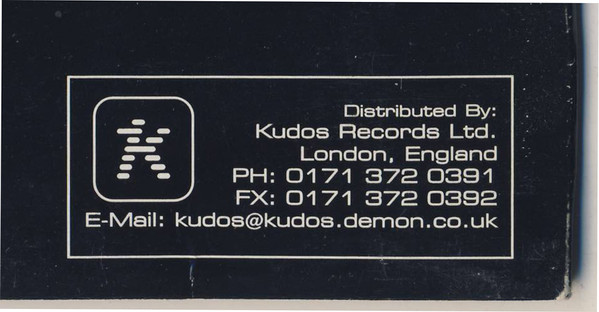 Distributed By:
Kudos Records Ltd.
London, England
PH: 0171 372 0391
FX: 0171 372 0392
E-Mail: kudos@kudos.demon.co.uk